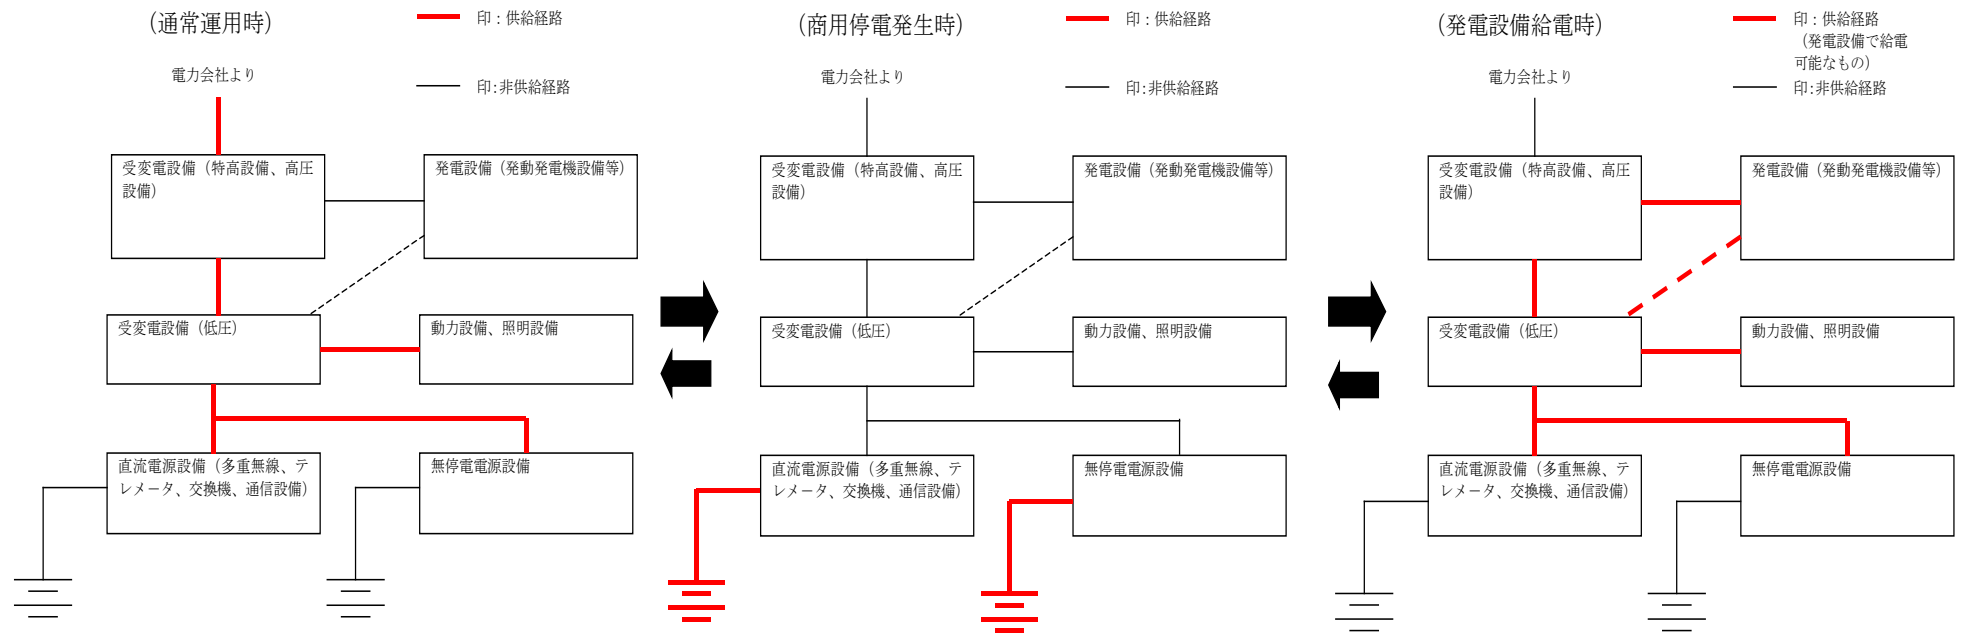 （通常運用時）
印：供給経路
電力会社より
印：非供給経路
受変電設備（特高設備、高圧
設備）
発電設備（発動発電機設備等）
受変電設備（低圧）
動力設備、照明設備
直流電源設備（多重無線、テ
レメータ、交換機、通信設備）
無停電電源設備
（商用停電発生時）
印：供給経路
電力会社より
印：非供給経路
受変電設備（特高設備、高圧
設備）
発電設備（発動発電機設備等）
受変電設備（低圧）
動力設備、照明設備
直流電源設備（多重無線、テ
レメータ、交換機、通信設備）
無停電電源設備
（発電設備給電時）
印：供給経路
（発電設備で給電
可能なもの）
電力会社より
印：非供給経路
受変電設備（特高設備、高圧
設備）
発電設備（発動発電機設備等）
受変電設備（低圧）
動力設備、照明設備
直流電源設備（多重無線、テ
レメータ、交換機、通信設備）
無停電電源設備